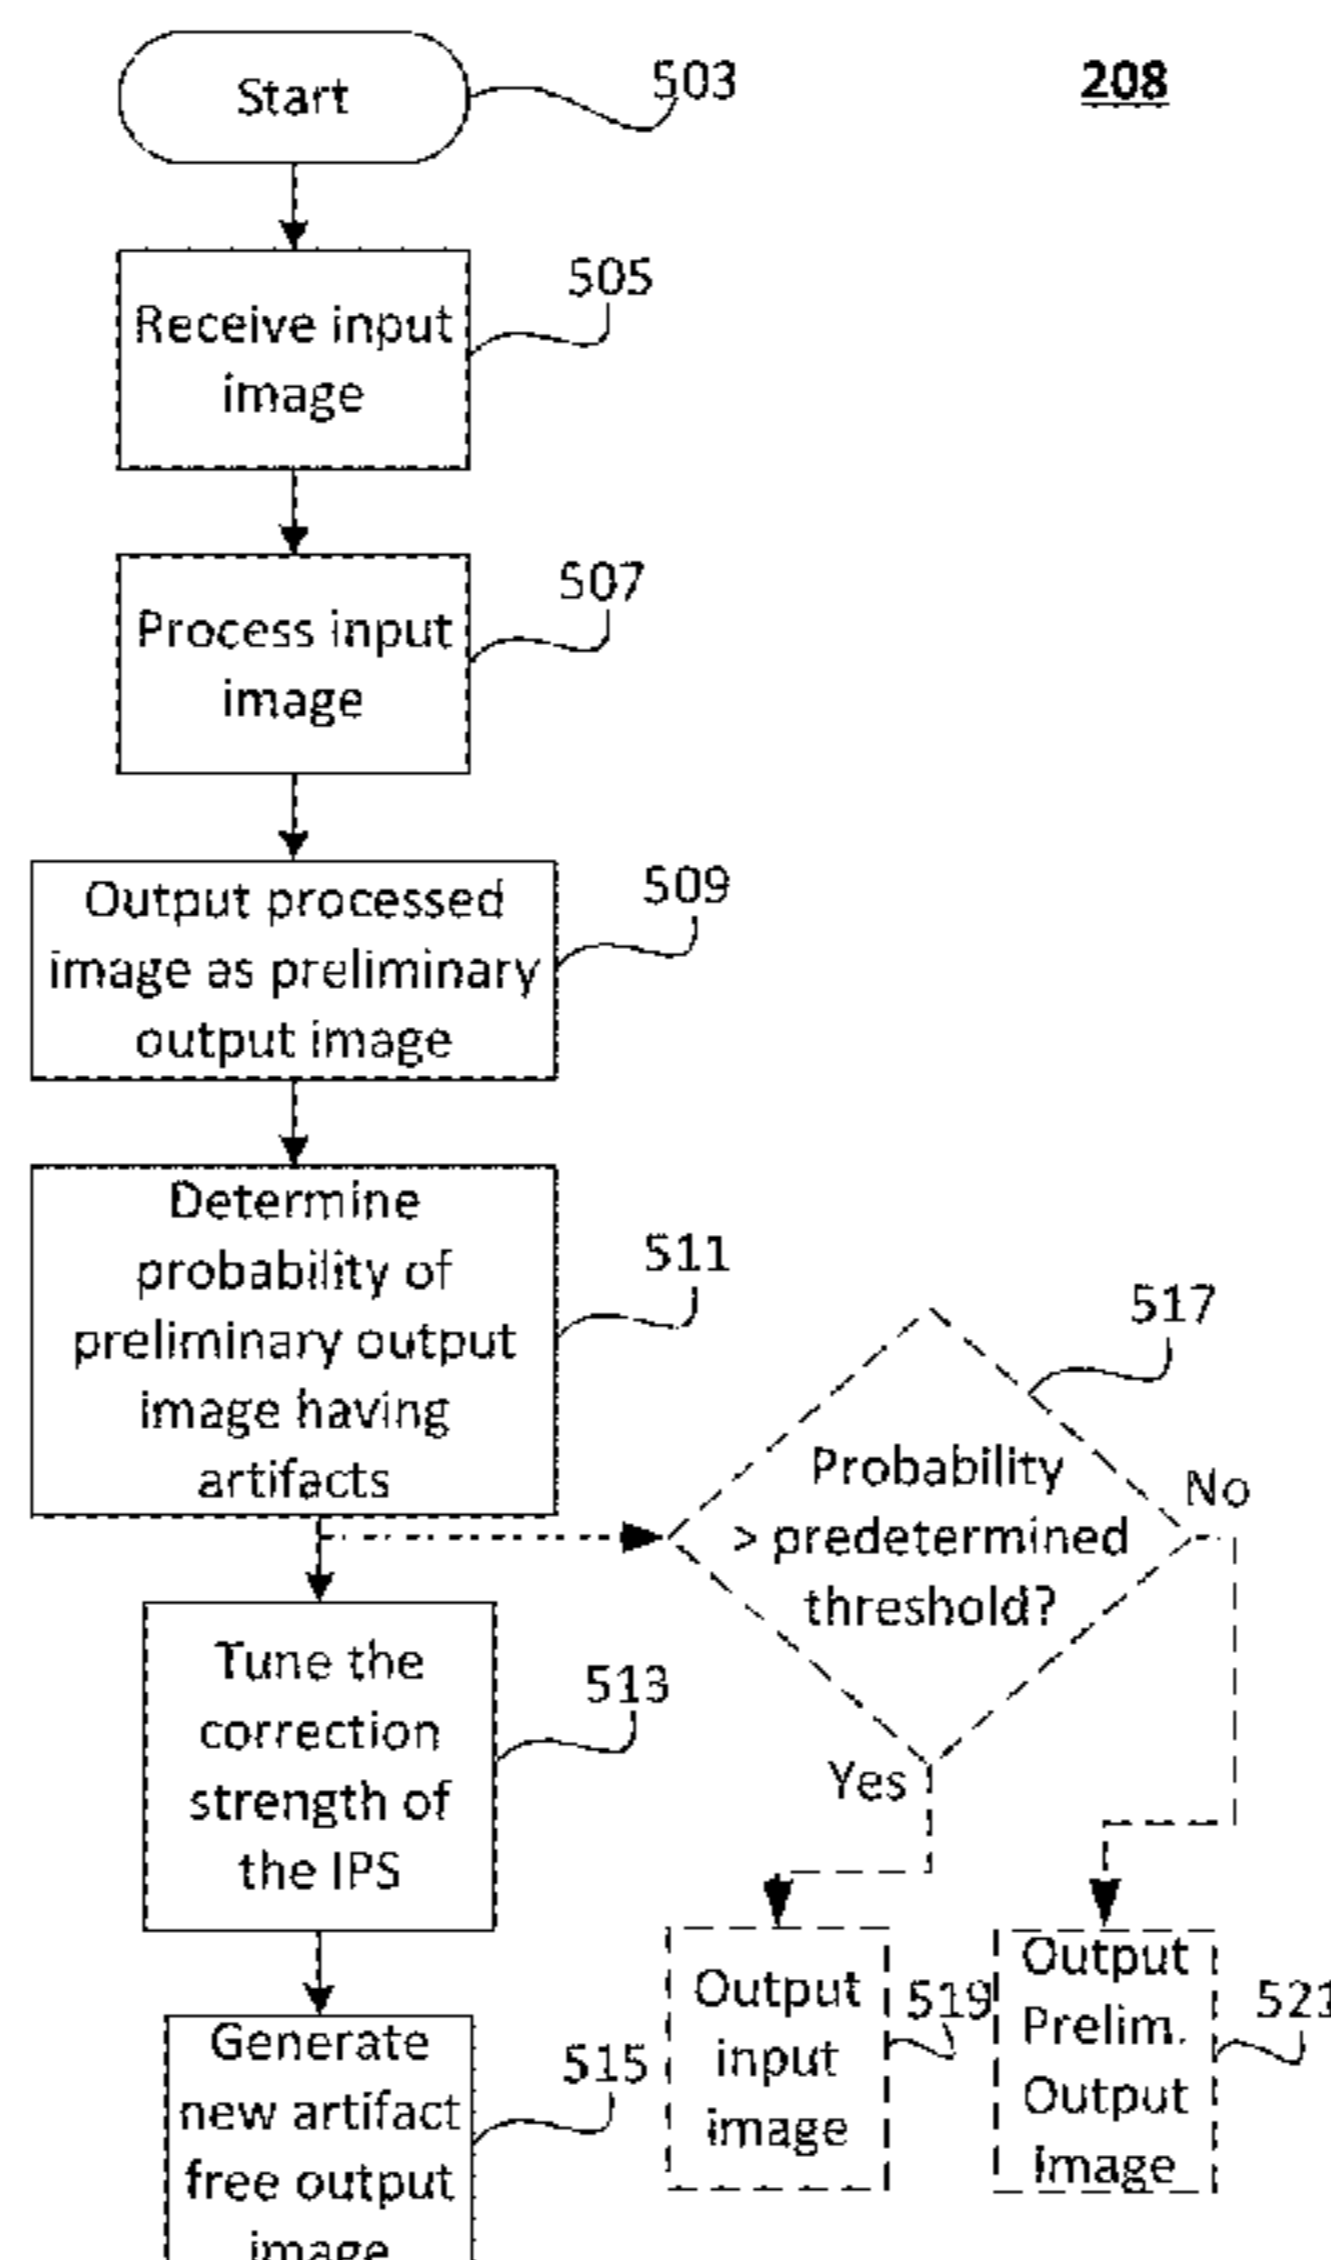 Start
503
208
Receive input
image
505
Process input
image
507
Output processed
image as preliminary
output image
509
Determine
probability of
preliminary output
image having
artifacts
511
Probability
> predetermined
threshold?
517
No
Yes
Tune the
correction
strength of
the IPS
513
Output
input
image
519
Output
Prelim.
Output
Image
521
Generate
new artifact
free output
image
515